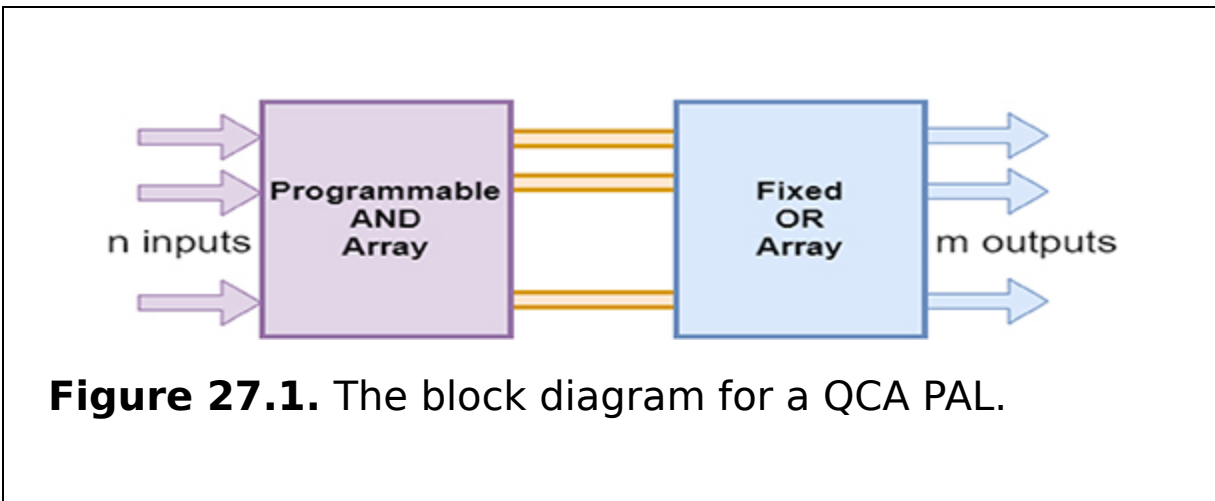 Programmable
AND
Array
Fixed
OR
Array
n inputs
m outputs
Figure 27.1. The block diagram for a QCA PAL.